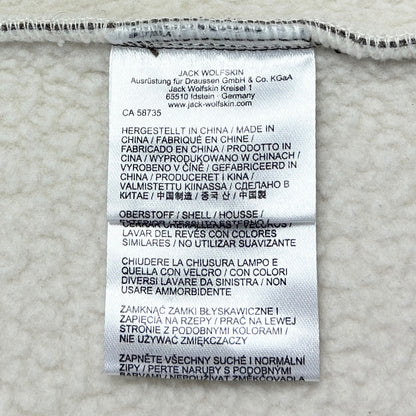 JACK WOLFSKIN
Ausrüstung für Draussen GmbH & Co. KGaA
Jack Wolfskin Kreisel 1
65510 Idstein - Germany
www.jack-wolfskin.com
CA 58735
HERGESTELLT IN CHINA / MADE IN
CHINA / FABRIQUÉ EN CHINE /
FABRICADO EN CHINA / PRODOTTO IN
CINA / WYPRODUKOWANO W CHINACH /
VYROBENO V ČÍNĚ / GEFABRICEERD IN
CHINA / PRODUCERET I KINA /
VALMISTETTU KIINASSA / СДЕЛАНО В
КИТАЕ / 中国制造 / 중국산 / 中国製
OBERSTOFF / SHELL / HOUSSE /
LAVAR DEL REVÉS CON COLORES
SIMILARES / NO UTILIZAR SUAVIZANTE
CHIUDERE LA CHIUSURA LAMPO E
QUELLA CON VELCRO / CON COLORI
DIVERSI LAVARE DA SINISTRA / NON
USARE AMMORBIDENTE
ZAMKNĄĆ ZAMKI BŁYSKAWICZNE I
ZAPIĘCIA NA RZEPY / PRAĆ NA LEWEJ
STRONIE Z PODOBNYMI KOLORAMI /
NIE UŻYWAĆ ZMIĘKCZACZY
ZAPNĚTE VŠECHNY SUCHÉ I NORMÁLNÍ
ZIPY / PERTE NARUBY S PODOBNÝMI
BARVAMI / NEPOUŽÍVEJTE ZMĚKČOVADLA